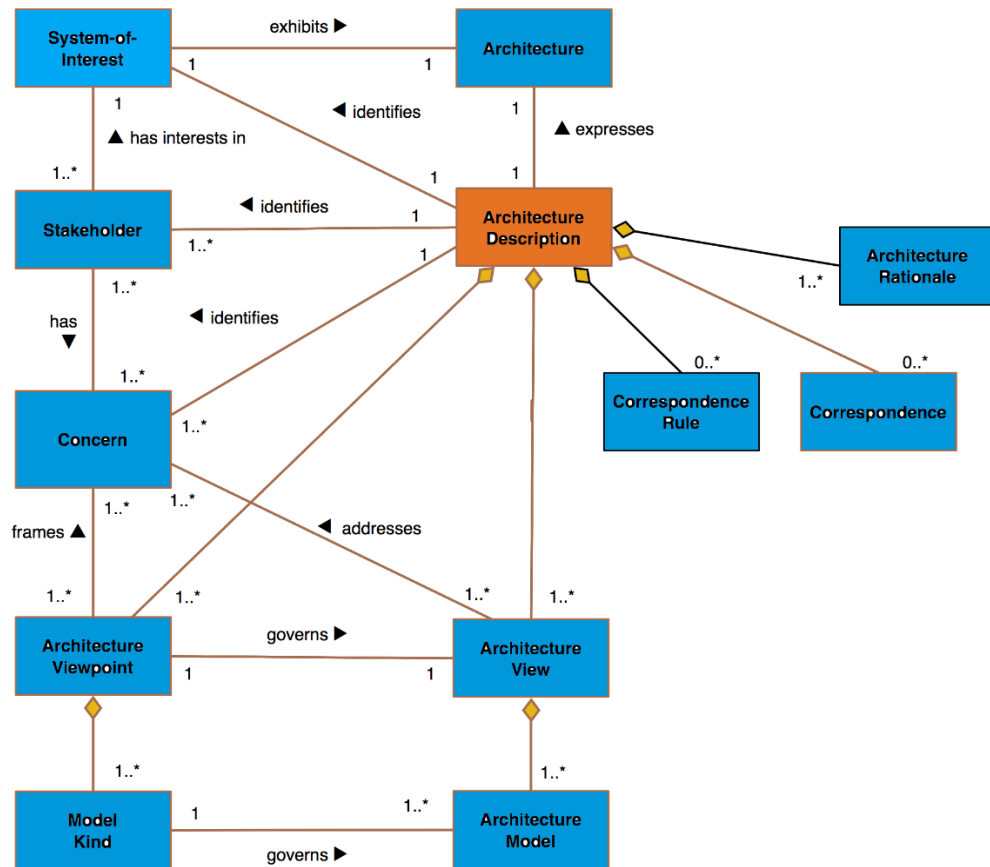 System-of-
Interest
exhibits ▶
Architecture
1
1
1
1
◀ identifies
▲ has interests in
▲ expresses
1..*
1
1
Stakeholder
◀ identifies
1
1..*
Architecture
Description
Architecture
Rationale
1..*
1..*
1
has
▼
◀ identifies
1..*
0..*
0..*
Concern
1..*
Correspondence
Rule
Correspondence
1..*
1..*
frames ▲
◀ addresses
1..*
1..*
1..*
1..*
Architecture
Viewpoint
governs ▶
1
1
Architecture
View
1..*
1..*
Model
Kind
1
1..*
governs ▶
Architecture
Model